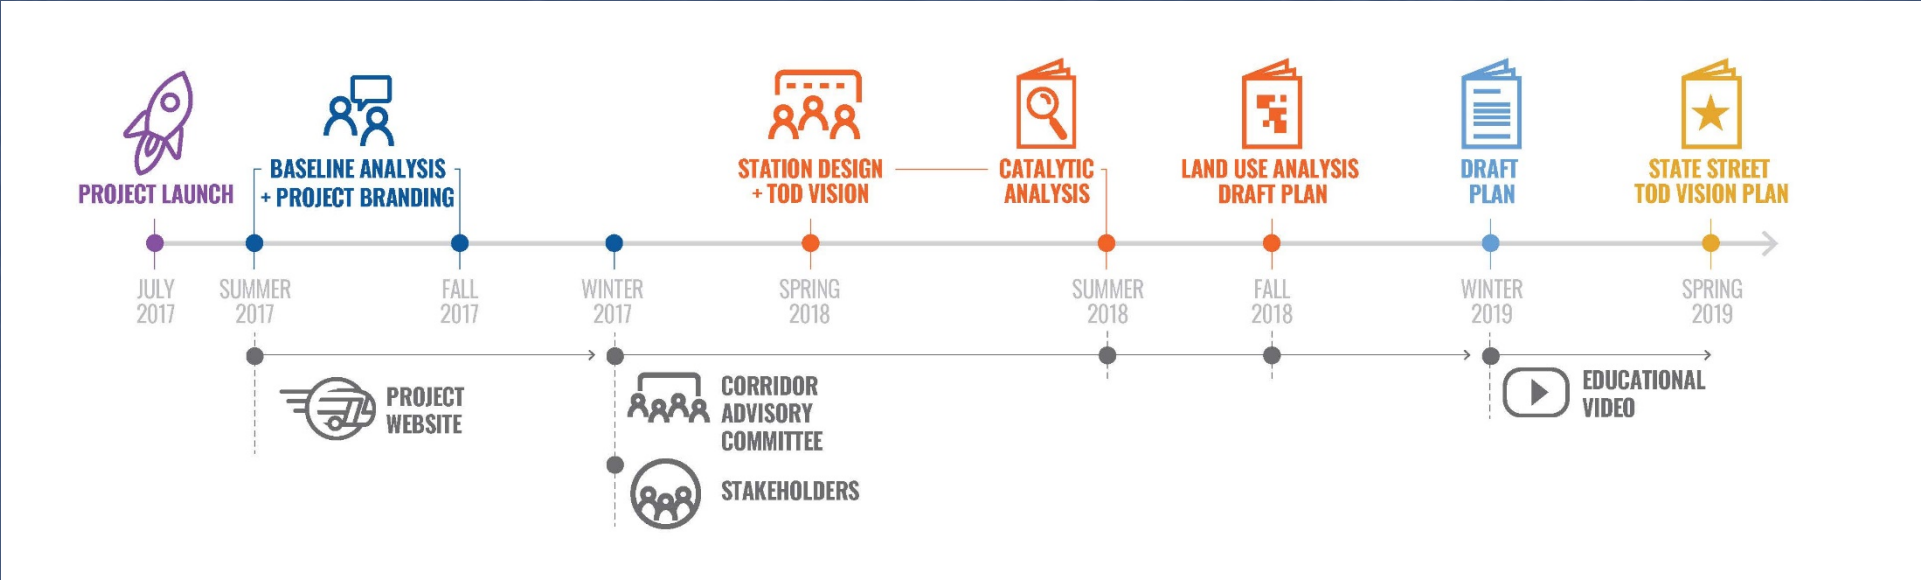 PROJECT LAUNCH
BASELINE ANALYSIS
+ PROJECT BRANDING
STATION DESIGN
+ TOD VISION
CATALYTIC
ANALYSIS
LAND USE ANALYSIS
DRAFT PLAN
DRAFT
PLAN
STATE STREET
TOD VISION PLAN
JULY
2017
SUMMER
2017
FALL
2017
WINTER
2017
SPRING
2018
SUMMER
2018
FALL
2018
WINTER
2019
SPRING
2019
PROJECT
WEBSITE
CORRIDOR
ADVISORY
COMMITTEE
STAKEHOLDERS
EDUCATIONAL
VIDEO